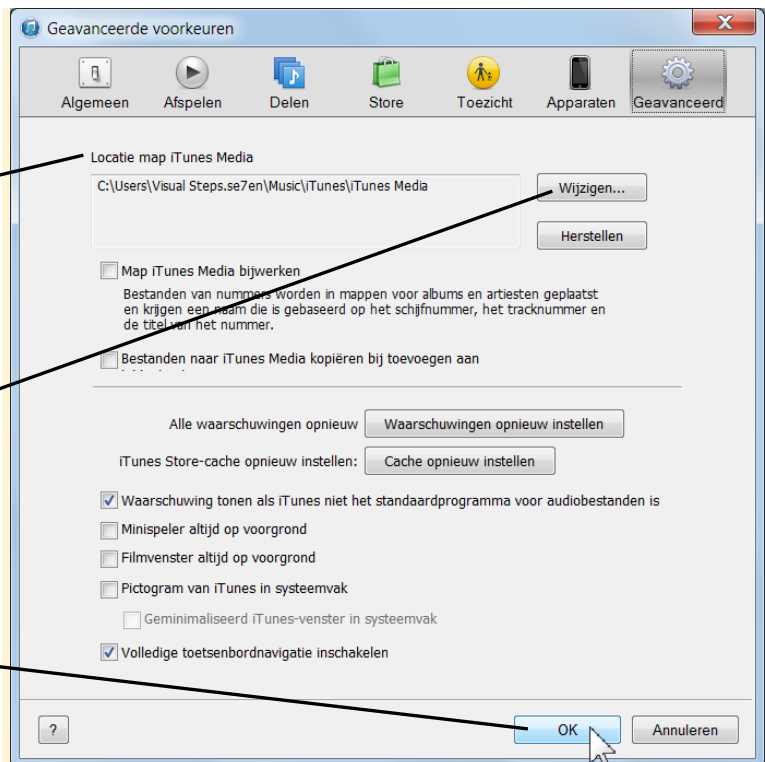 Geavanceerde voorkeuren
Algemeen Afspelen Delen Store Toezicht Apparaten Geavanceerd
Locatie map iTunes Media
C:\Users\Visual Steps.se7en\Music\iTunes\iTunes Media
Wijzigen...
Herstellen
Map iTunes Media bijwerken
Bestanden van nummers worden in mappen voor albums en artiesten geplaatst
en krijgen een naam die is gebaseerd op het schijfnummer, het tracknummer en
de titel van het nummer.
Bestanden naar iTunes Media kopiëren bij toevoegen aan
Alle waarschuwingen opnieuw Waarschuwingen opnieuw instellen
iTunes Store-cache opnieuw instellen: Cache opnieuw instellen
Waarschuwing tonen als iTunes niet het standaardprogramma voor audiobestanden is
Minispeler altijd op voorgrond
Filmvenster altijd op voorgrond
Pictogram van iTunes in systeemvak
Geminimaliseerd iTunes-venster in systeemvak
Volledige toetsenbordnavigatie inschakelen
? OK Annuleren